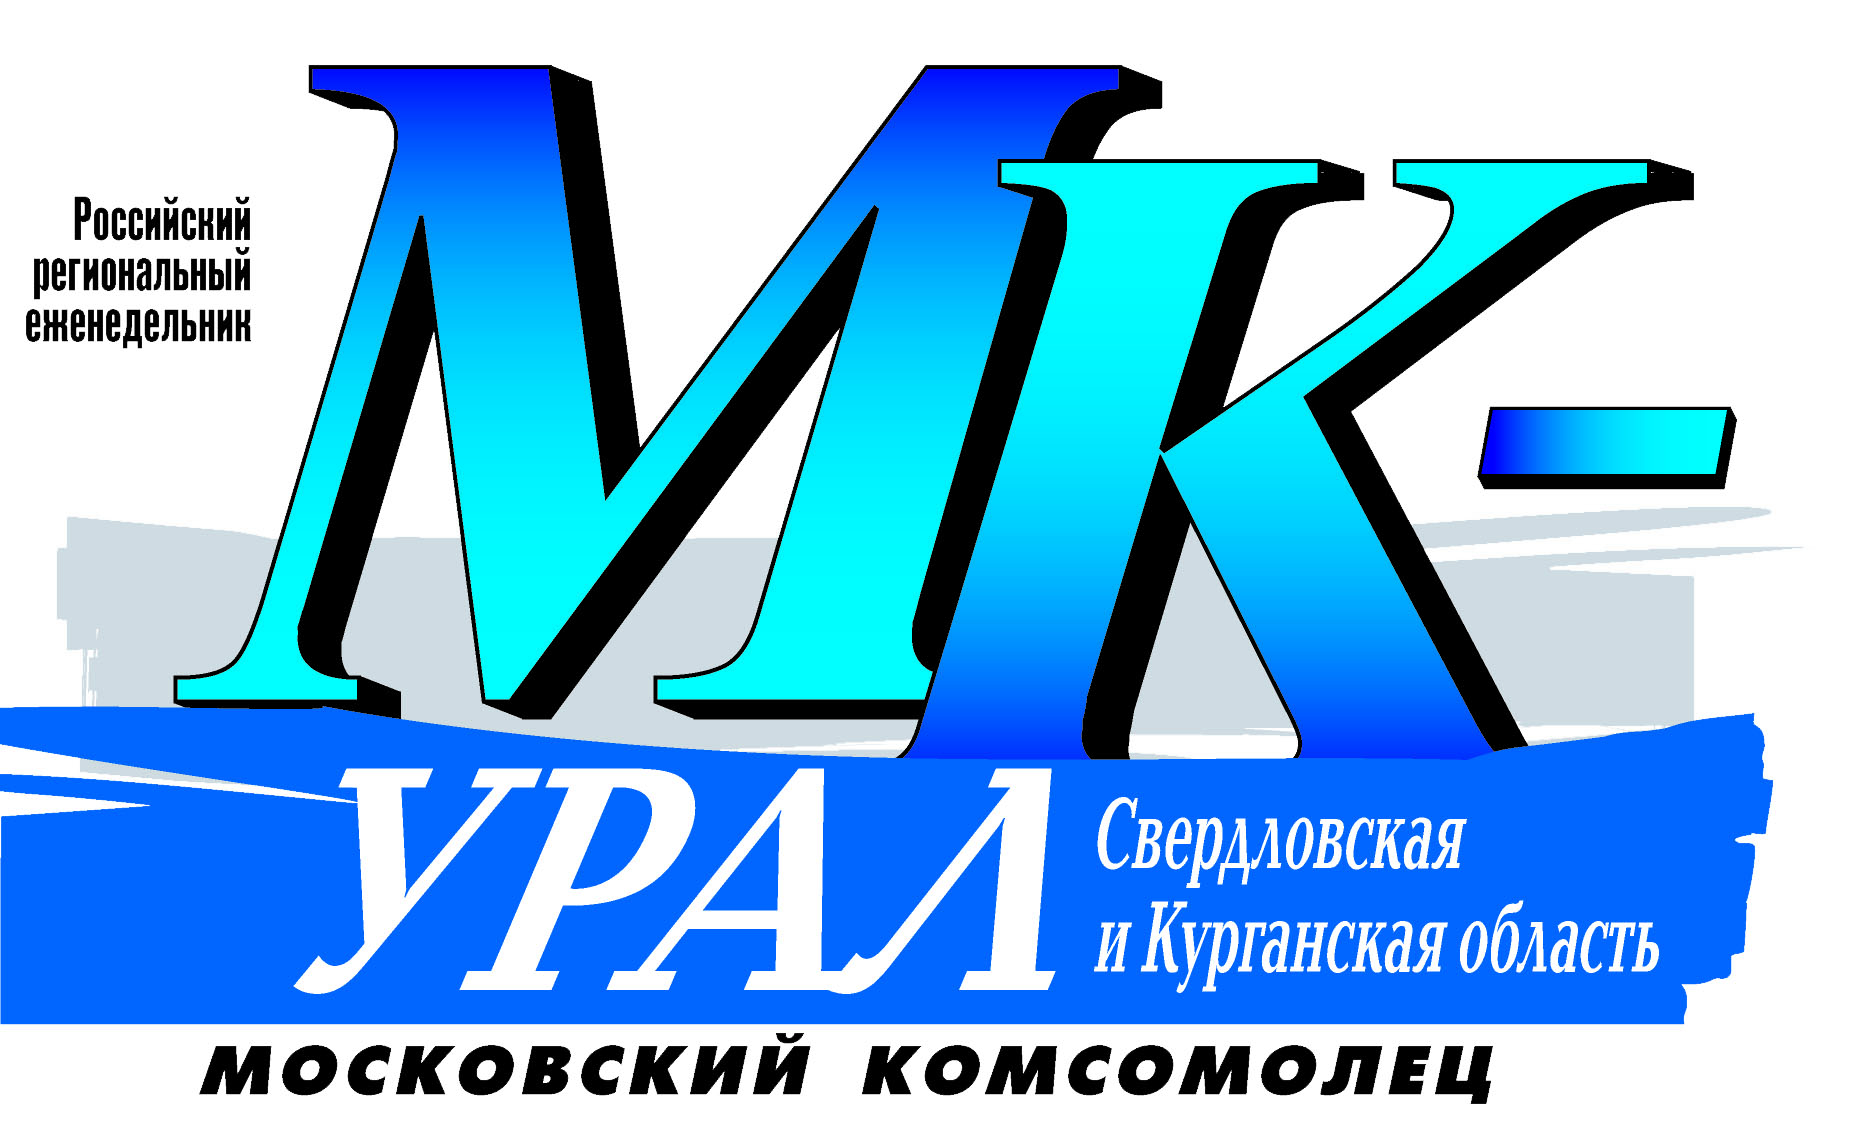 Российский
региональный
еженедельник
МК-
УРАЛ
Свердловская
и Курганская область
МОСКОВСКИЙ КОМСОМОЛЕЦ